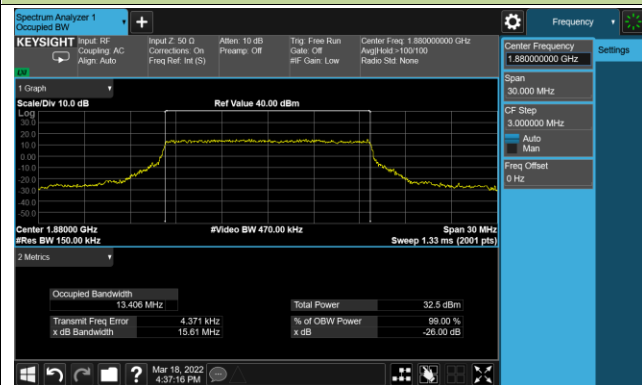 Spectrum Analyzer 1
Occupied BW
Frequency
KEYSIGHT
Input: RF
Coupling: AC
Align: Auto
Input Z: 50 Ω
Corrections: On
Freq Ref: Int (S)
Atten: 10 dB
Preamp: Off
Trig: Free Run
Gate: Off
#IF Gain: Low
Center Freq: 1.880000000 GHz
Avg|Hold:>100/100
Radio Std: None
Center Frequency
1.880000000 GHz
Settings
Span
30.000 MHz
CF Step
3.000000 MHz
Auto
Man
Freq Offset
0 Hz
1 Graph
Scale/Div 10.0 dB
Ref Value 40.00 dBm
Log
30.0
20.0
10.0
0.00
-10.0
-20.0
-30.0
-40.0
-50.0
Center 1.88000 GHz
#Video BW 470.00 kHz
Span 30 MHz
#Res BW 150.00 kHz
Sweep 1.33 ms (2001 pts)
2 Metrics
Occupied Bandwidth
13.406 MHz
Total Power
32.5 dBm
Transmit Freq Error
4.371 kHz
% of OBW Power
99.00 %
x dB Bandwidth
15.61 MHz
x dB
-26.00 dB
?
Mar 18, 2022
4:37:16 PM